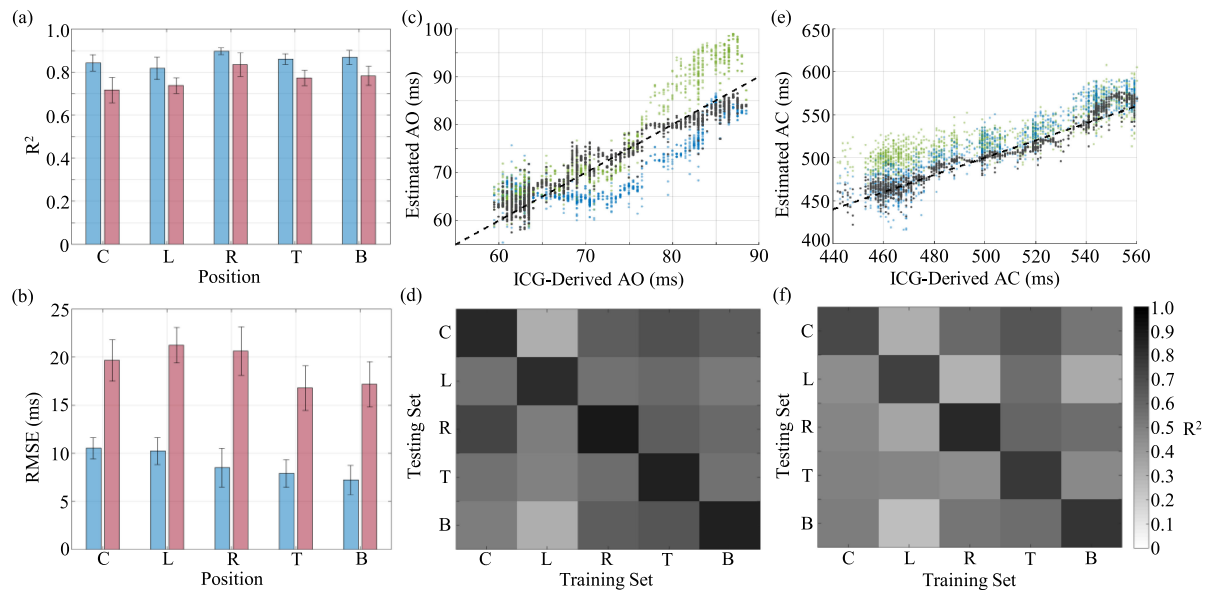 (a)
1.0
0.8
0.6
0.4
0.2
0
R²
C L R T B
Position
(b)
25
20
15
10
5
0
RMSE (ms)
C L R T B
Position
(c)
100
90
80
70
60
Estimated AO (ms)
60 70 80 90
ICG-Derived AO (ms)
(d)
C
L
R
T
B
Testing Set
C L R T B
Training Set
(e)
650
600
550
500
450
400
Estimated AC (ms)
440 460 480 500 520 540 560
ICG-Derived AC (ms)
(f)
C
L
R
T
B
Testing Set
C L R T B
Training Set
1.0
0.9
0.8
0.7
0.6
0.5
0.4
0.3
0.2
0.1
0
R²